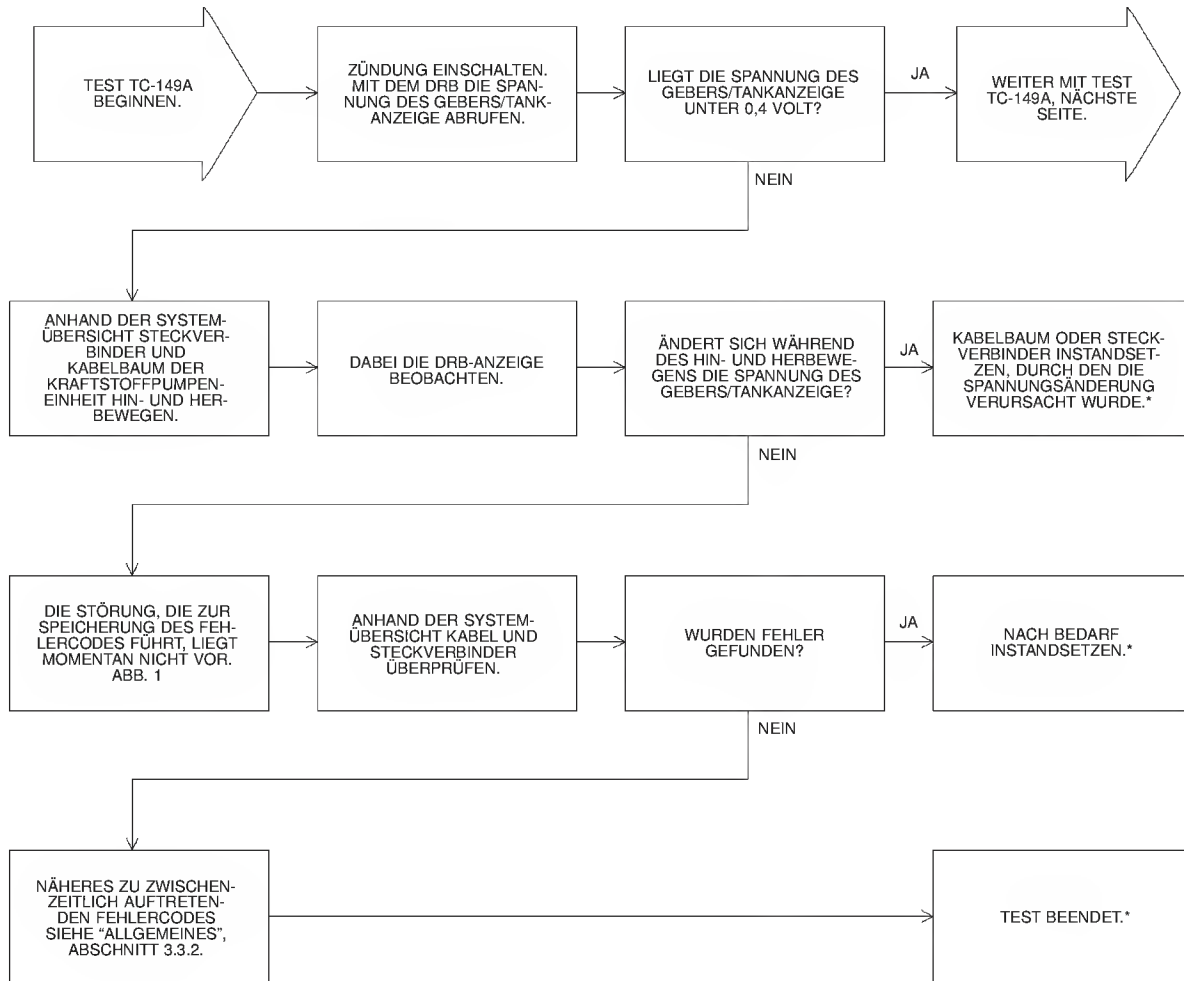 TEST TC-149A
BEGINNEN.
ZÜNDUNG EINSCHALTEN.
MIT DEM DRB DIE SPAN-
NUNG DES GEBERS/TANK-
ANZEIGE ABRUFEN.
LIEGT DIE SPANNUNG DES
GEBERS/TANKANZEIGE
UNTER 0,4 VOLT?
JA
WEITER MIT TEST
TC-149A, NÄCHSTE
SEITE.
NEIN
ANHAND DER SYSTEM-
ÜBERSICHT STECKVER-
BINDER UND
KABELBAUM DER
KRAFTSTOFFPUMPEN-
EINHEIT HIN- UND HER-
BEWEGEN.
DABEI DIE DRB-ANZEIGE
BEOBACHTEN.
ÄNDERT SICH WÄHREND
DES HIN- UND HERBEWE-
GENS DIE SPANNUNG DES
GEBERS/TANKANZEIGE?
JA
KABELBAUM ODER STECK-
VERBINDER INSTANDSET-
ZEN, DURCH DEN DIE
SPANNUNGSÄNDERUNG
VERURSACHT WURDE.*
NEIN
DIE STÖRUNG, DIE ZUR
SPEICHERUNG DES FEH-
LERCODES FÜHRT, LIEGT
MOMENTAN NICHT VOR.
ABB. 1
ANHAND DER SYSTEM-
ÜBERSICHT KABEL UND
STECKVERBINDER
ÜBERPRÜFEN.
WURDEN FEHLER
GEFUNDEN?
JA
NACH BEDARF
INSTANDSETZEN.*
NEIN
NÄHERES ZU ZWISCHEN-
ZEITLICH AUFTRETEN-
DEN FEHLERCODES
SIEHE “ALLGEMEINES”,
ABSCHNITT 3.3.2.
TEST BEENDET.*